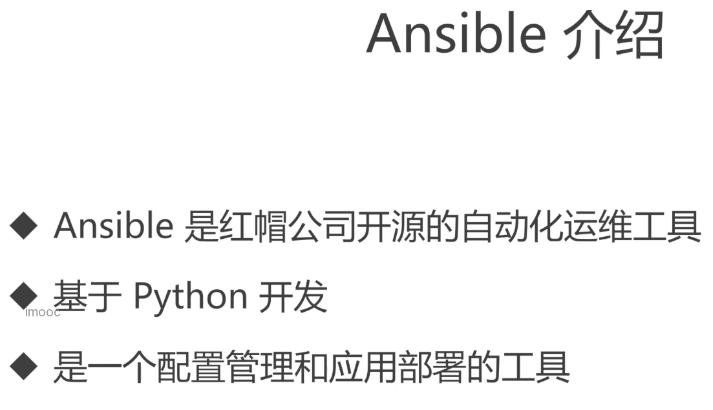 Ansible 介绍
◆ Ansible 是红帽公司开源的自动化运维工具
◆ 基于 Python 开发
imooc
◆ 是一个配置管理和应用部署的工具